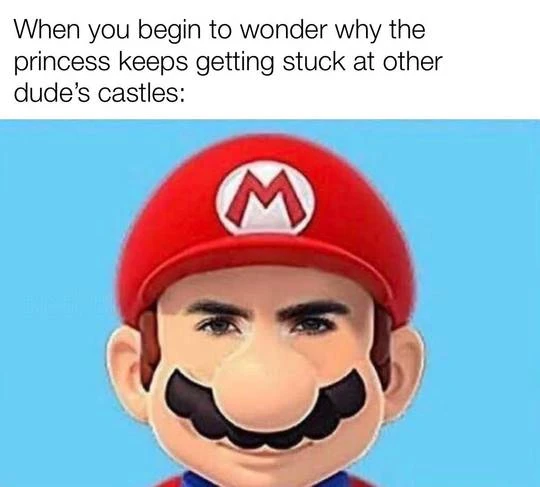 When you begin to wonder why the
princess keeps getting stuck at other
dude's castles:
M